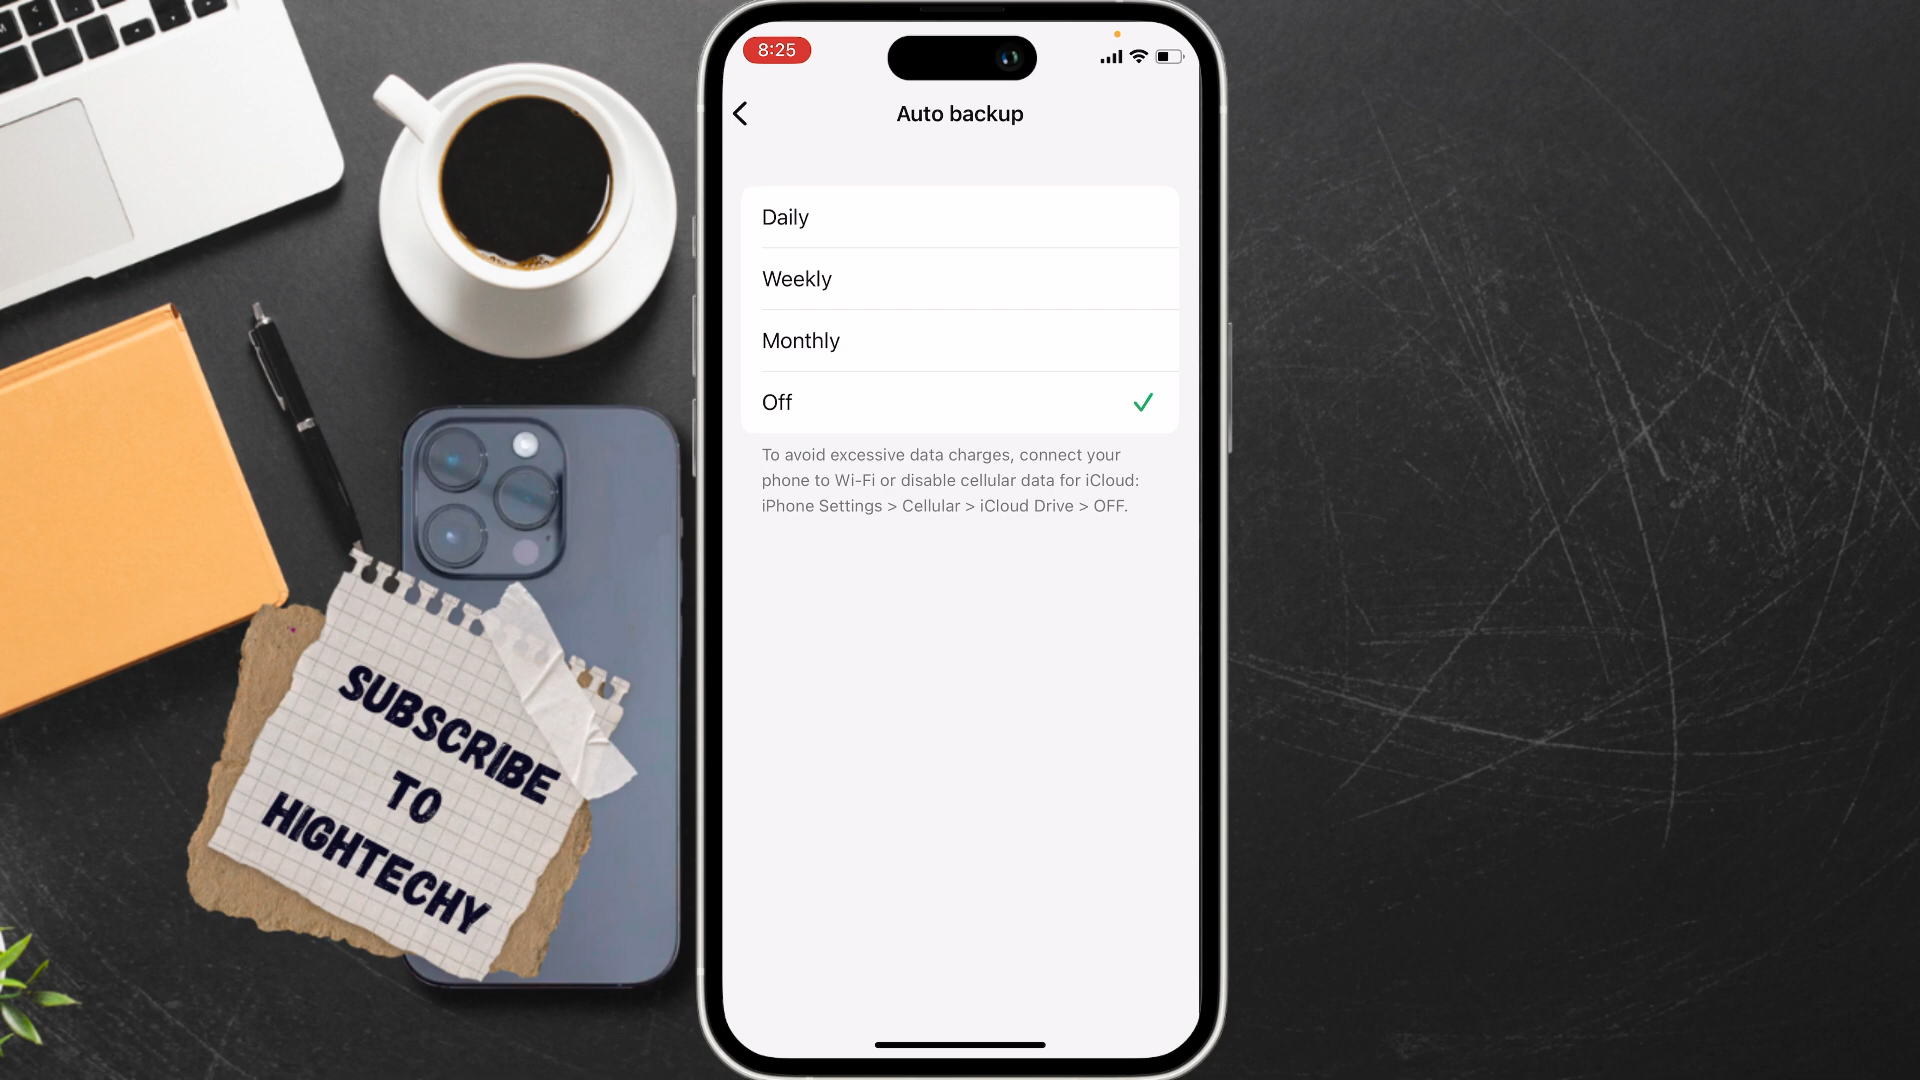 8:25
Auto backup
Daily
Weekly
Monthly
Off
To avoid excessive data charges, connect your
phone to Wi-Fi or disable cellular data for iCloud:
iPhone Settings > Cellular > iCloud Drive > OFF.
SUBSCRIBE
TO
HIGHTECHY